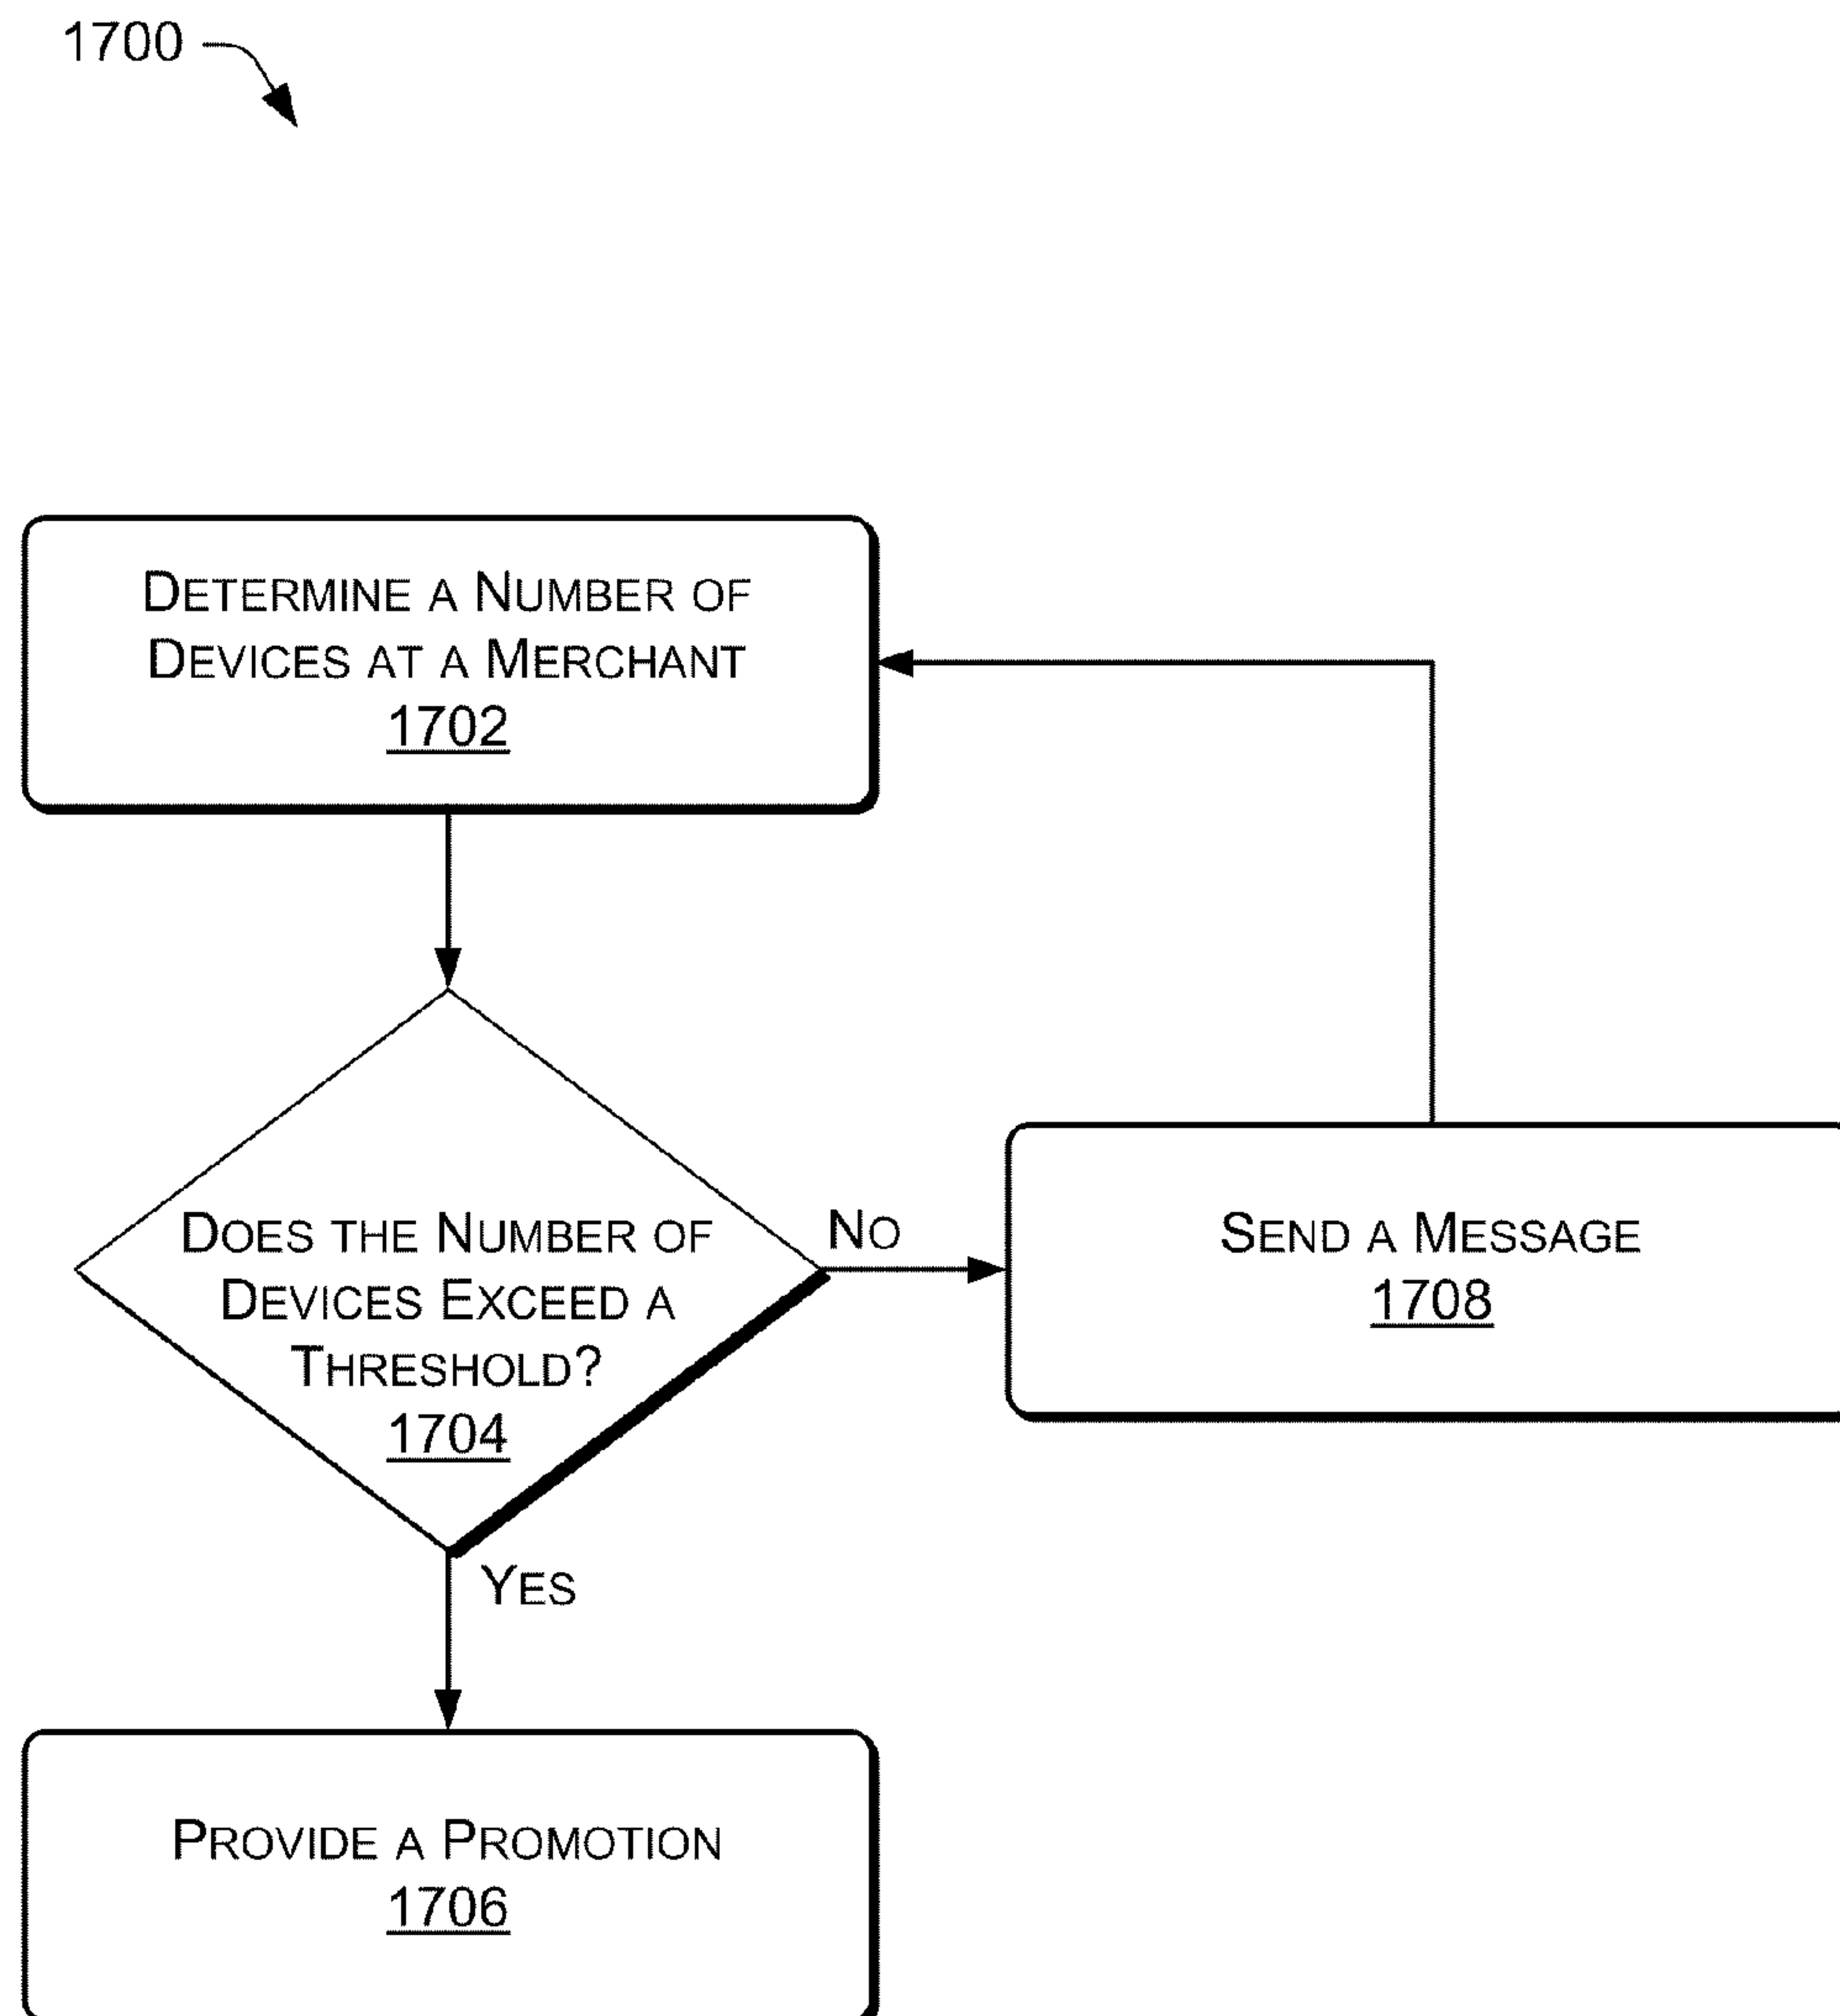 1700
DETERMINE A NUMBER OF
DEVICES AT A MERCHANT
1702
DOES THE NUMBER OF
DEVICES EXCEED A
THRESHOLD?
1704
NO
SEND A MESSAGE
1708
YES
PROVIDE A PROMOTION
1706